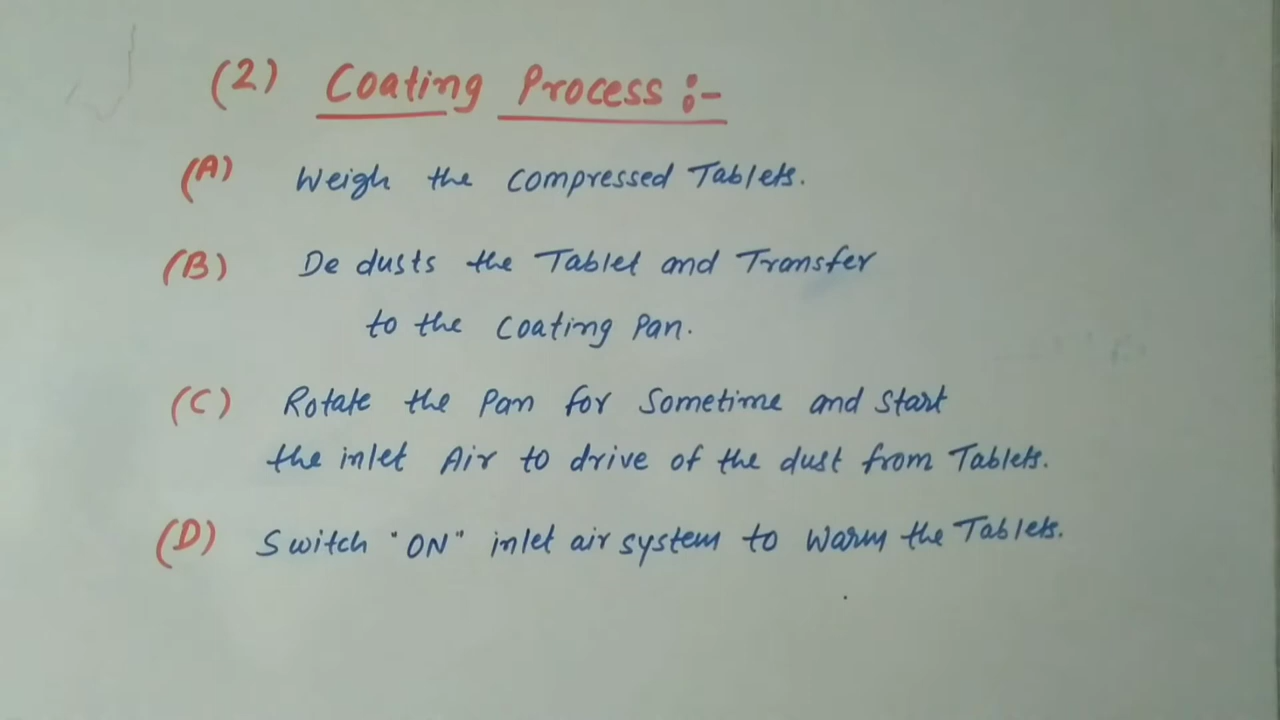 (2) Coating Process :-
(A) Weigh the compressed Tablets.
(B) De dusts the Tablet and Transfer
to the Coating Pan.
(C) Rotate the Pan for Sometime and Start
the inlet Air to drive of the dust from Tablets.
(D) Switch "ON" inlet air system to Warm the Tablets.